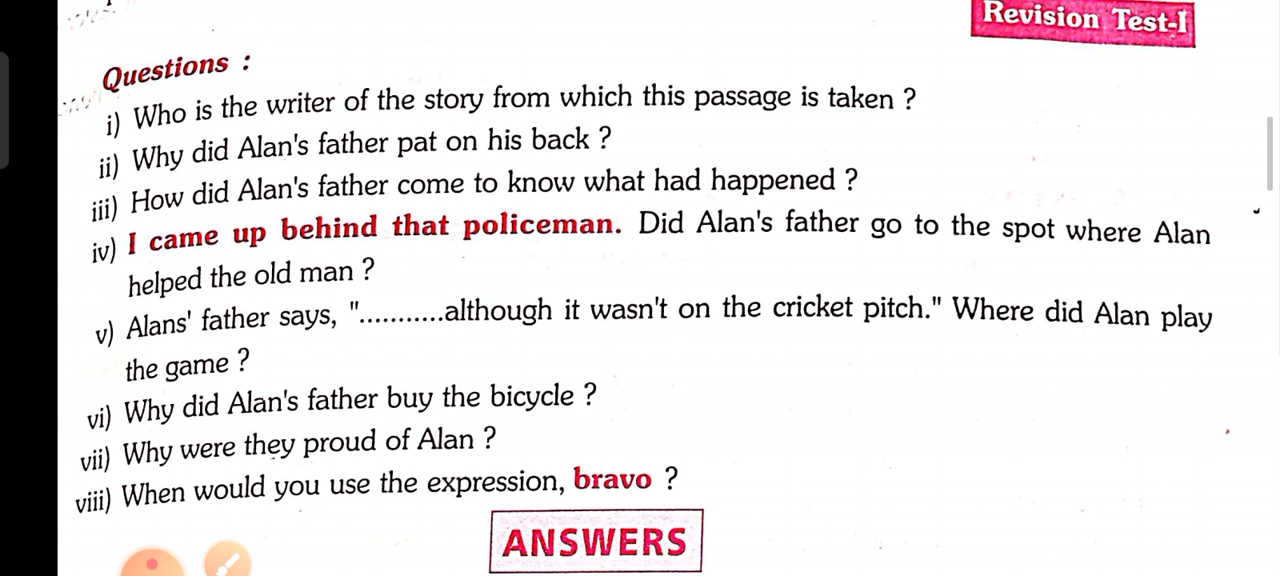 Revision Test-I
Questions :
i) Who is the writer of the story from which this passage is taken ?
ii) Why did Alan's father pat on his back ?
iii) How did Alan's father come to know what had happened ?
iv) I came up behind that policeman. Did Alan's father go to the spot where Alan
helped the old man ?
v) Alans' father says, "...........although it wasn't on the cricket pitch." Where did Alan play
the game ?
vi) Why did Alan's father buy the bicycle ?
vii) Why were they proud of Alan ?
viii) When would you use the expression, bravo ?
ANSWERS